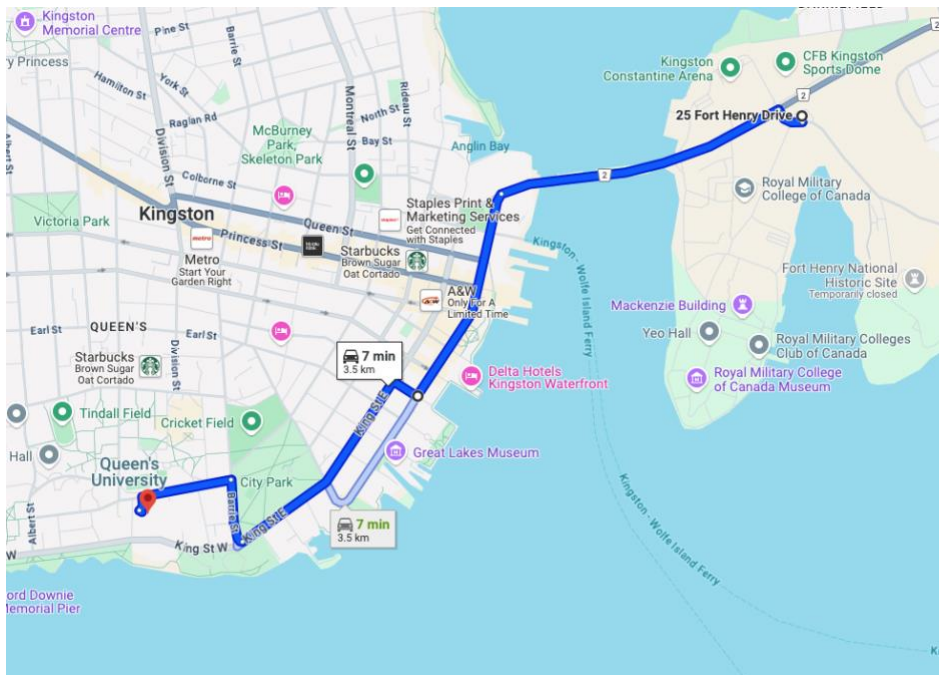 Kingston
Memorial Centre
Pine St
Barrie St
Hamilton St
York St
Raglan Rd
Division St
Montreal St
Rideau St
North St
Bay St
McBurney
Park,
Skeleton Park
Anglin Bay
Colborne St
Victoria Park
Kingston
Queen St
Princess St
Staples Print &
Marketing Services
Get Connected
with Staples
Metro
Start Your
Garden Right
Starbucks
Brown Sugar
Oat Cortado
A&W
Only For A
Limited Time
Kingston
Constantine Arena
CFB Kingston
Sports Dome
2
2
2
25 Fort Henry Drive
Royal Military
College of Canada
Kingston - Wolfe Island Ferry
Fort Henry National
Historic Site
Temporarily closed
Mackenzie Building
Yeo Hall
Royal Military Colleges
Club of Canada
Royal Military College
of Canada Museum
Earl St
QUEEN'S
Earl St
Starbucks
Brown Sugar
Oat Cortado
Division St
7 min
3.5 km
Delta Hotels
Kingston Waterfront
Tindall Field
Cricket Field
King St E
Hall
Queen's
University
City Park
Great Lakes Museum
Albert St
Barrie St
King St E
7 min
3.5 km
King St W
Kingston - Wolfe Island Ferry